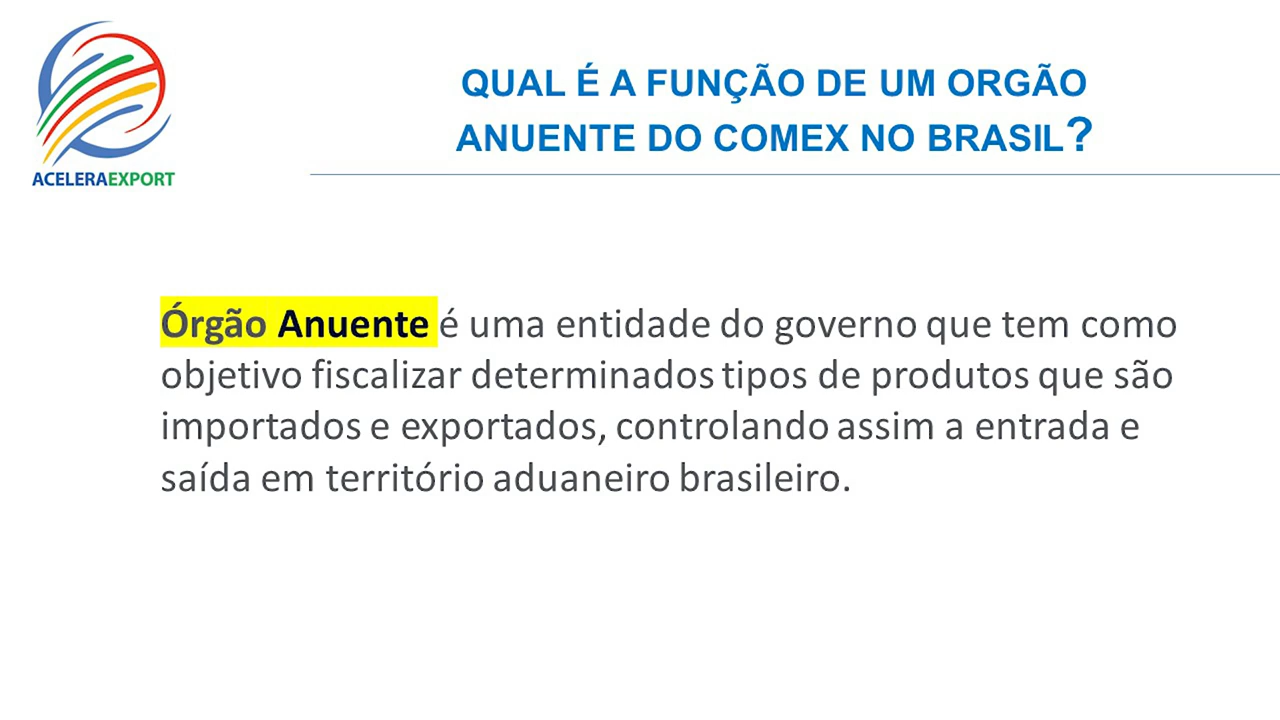 ACELERAEXPORT
QUAL É A FUNÇÃO DE UM ORGÃO
ANUENTE DO COMEX NO BRASIL?
Órgão Anuente é uma entidade do governo que tem como
objetivo fiscalizar determinados tipos de produtos que são
importados e exportados, controlando assim a entrada e
saída em território aduaneiro brasileiro.